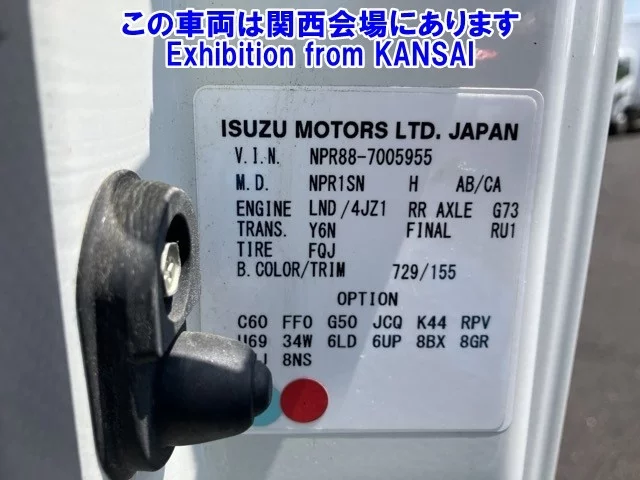 この車両は関西会場にあります
Exhibition from KANSAI
ISUZU MOTORS LTD. JAPAN
V.I.N. NPR88-7005955
M.D. NPR1SN H AB/CA
ENGINE LND/4JZ1 RR AXLE G73
TRANS. Y6N FINAL RU1
TIRE FQJ
B.COLOR/TRIM 729/155
OPTION
C60 FF0 G50 JCQ K44 RPV
34W 6LD 6UP 8BX 8GR
8NS